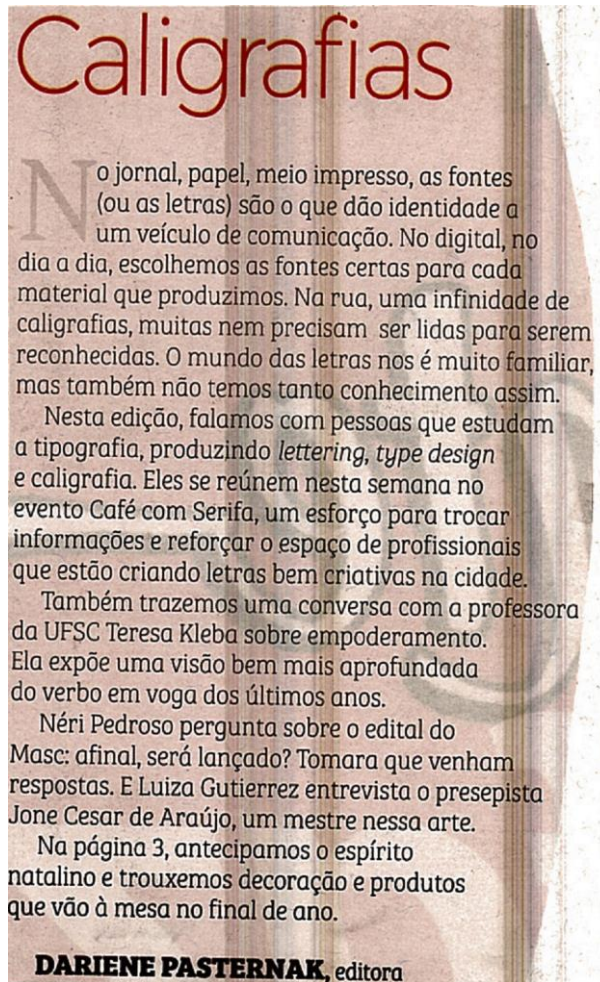 Caligrafias
No jornal, papel, meio impresso, as fontes
(ou as letras) são o que dão identidade a
um veículo de comunicação. No digital, no
dia a dia, escolhemos as fontes certas para cada
material que produzimos. Na rua, uma infinidade de
caligrafias, muitas nem precisam ser lidas para serem
reconhecidas. O mundo das letras nos é muito familiar,
mas também não temos tanto conhecimento assim.
Nesta edição, falamos com pessoas que estudam
a tipografia, produzindo lettering, type design
e caligrafia. Eles se reúnem nesta semana no
evento Café com Serifa, um esforço para trocar
informações e reforçar o espaço de profissionais
que estão criando letras bem criativas na cidade.
Também trazemos uma conversa com a professora
da UFSC Teresa Kleba sobre empoderamento.
Ela expõe uma visão bem mais aprofundada
do verbo em voga dos últimos anos.
Néri Pedroso pergunta sobre o edital do
Masc: afinal, será lançado? Tomara que venham
respostas. E Luiza Gutierrez entrevista o presepista
Jone Cesar de Araújo, um mestre nessa arte.
Na página 3, antecipamos o espírito
natalino e trouxemos decoração e produtos
que vão à mesa no final de ano.
DARIENE PASTERNAK, editora